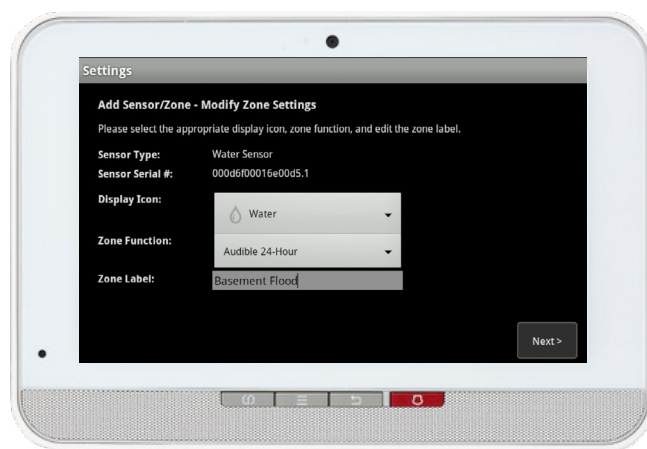 Settings
Add Sensor/Zone - Modify Zone Settings
Please select the appropriate display icon, zone function, and edit the zone label.
Sensor Type: Water Sensor
Sensor Serial #: 000d6f00016e00d5.1
Display Icon: Water
Zone Function: Audible 24-Hour
Zone Label: Basement Flood
Next >